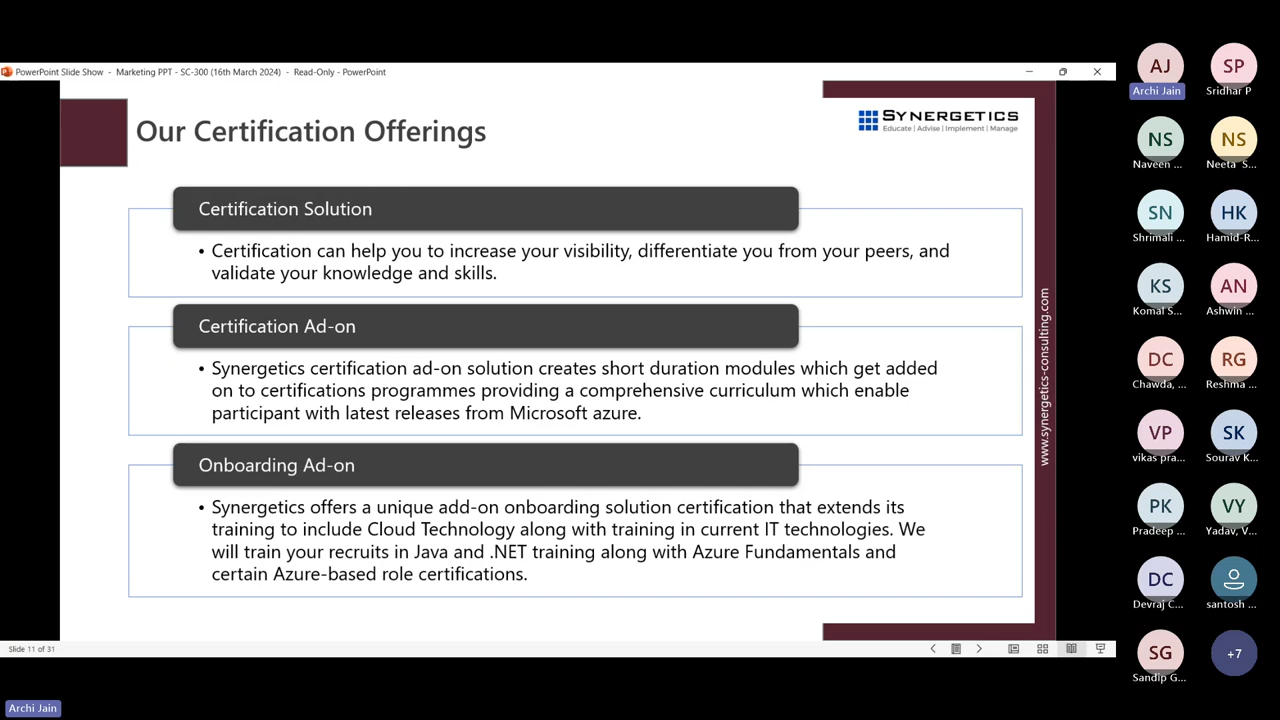 PowerPoint Slide Show - Marketing PPT - SC-300 (16th March 2024) - Read-Only - PowerPoint
Our Certification Offerings
SYNERGETICS
Educate | Advise | Implement | Manage
Certification Solution
• Certification can help you to increase your visibility, differentiate you from your peers, and
validate your knowledge and skills.
Certification Ad-on
• Synergetics certification ad-on solution creates short duration modules which get added
on to certifications programmes providing a comprehensive curriculum which enable
participant with latest releases from Microsoft azure.
Onboarding Ad-on
• Synergetics offers a unique add-on onboarding solution certification that extends its
training to include Cloud Technology along with training in current IT technologies. We
will train your recruits in Java and .NET training along with Azure Fundamentals and
certain Azure-based role certifications.
www.synergetics-consulting.com
Slide 11 of 31
Archi Jain
AJ
Archi Jain
SP
Sridhar P
NS
Naveen ...
NS
Neeta S...
SN
Shrimali ...
HK
Hamid-R...
KS
Komal S...
AN
Ashwin ...
DC
Chawda, ...
RG
Reshma ...
VP
vikas pra...
SK
Sourav K...
PK
Pradeep ...
VY
Yadav, V...
DC
Devraj C...
santosh ...
SG
Sandip G...
+7